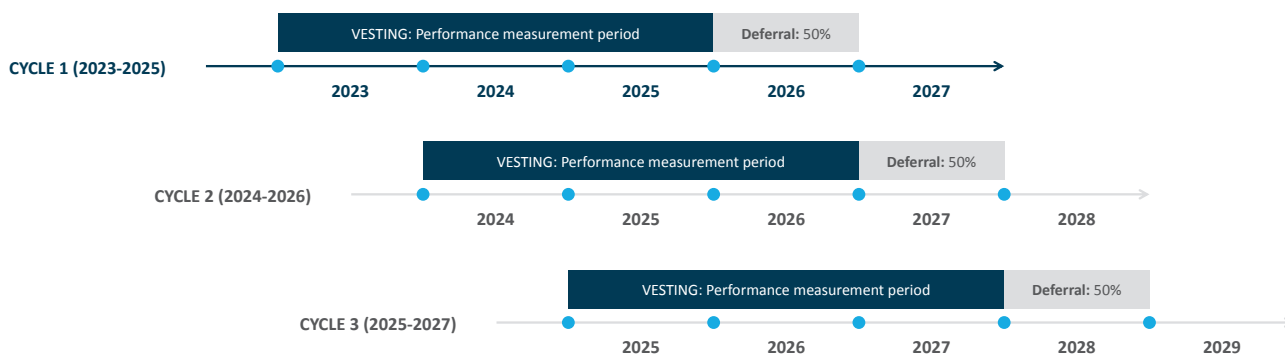 VESTING: Performance measurement period Deferral: 50%
CYCLE 1 (2023-2025)
2023 2024 2025 2026 2027
VESTING: Performance measurement period Deferral: 50%
CYCLE 2 (2024-2026)
2024 2025 2026 2027 2028
VESTING: Performance measurement period Deferral: 50%
CYCLE 3 (2025-2027)
2025 2026 2027 2028 2029